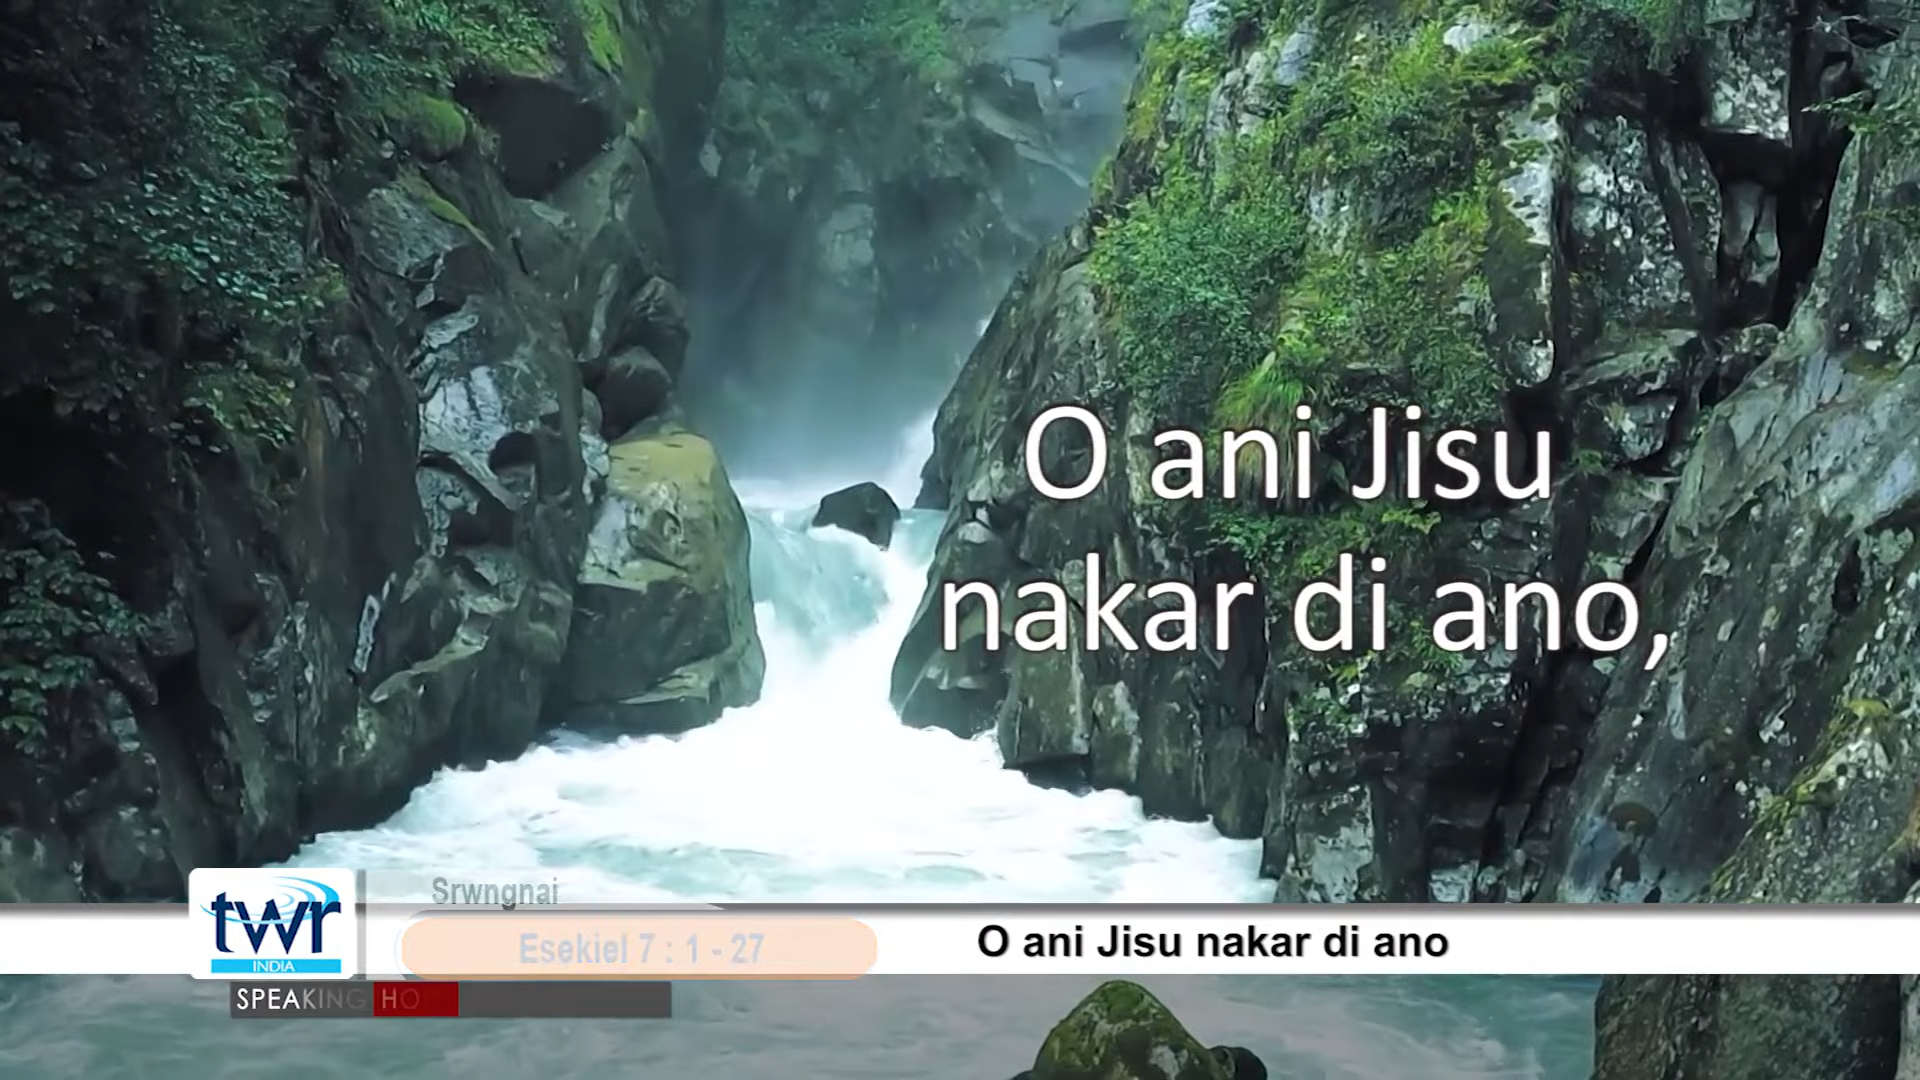 O ani Jisu
nakar di ano,
twr
INDIA
Srwngnai
Esekiel 7 : 1 - 27
O ani Jisu nakar di ano
SPEAKING HO